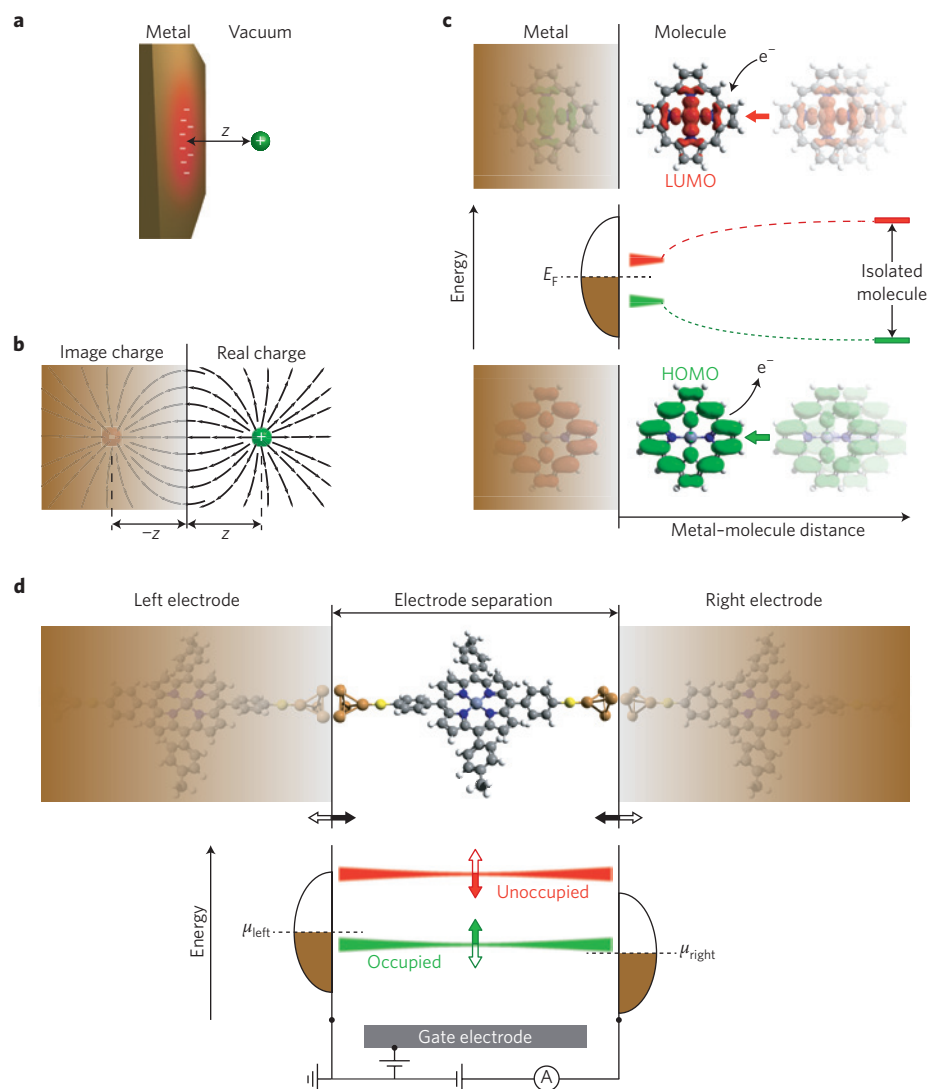 a
Metal Vacuum
z
+
b
Image charge Real charge
+
−z z
c
Metal Molecule
e−
LUMO
Energy
EF
Isolated
molecule
HOMO
e−
Metal–molecule distance
d
Left electrode Electrode separation Right electrode
Energy
Unoccupied
μleft
Occupied
μright
Gate electrode
A